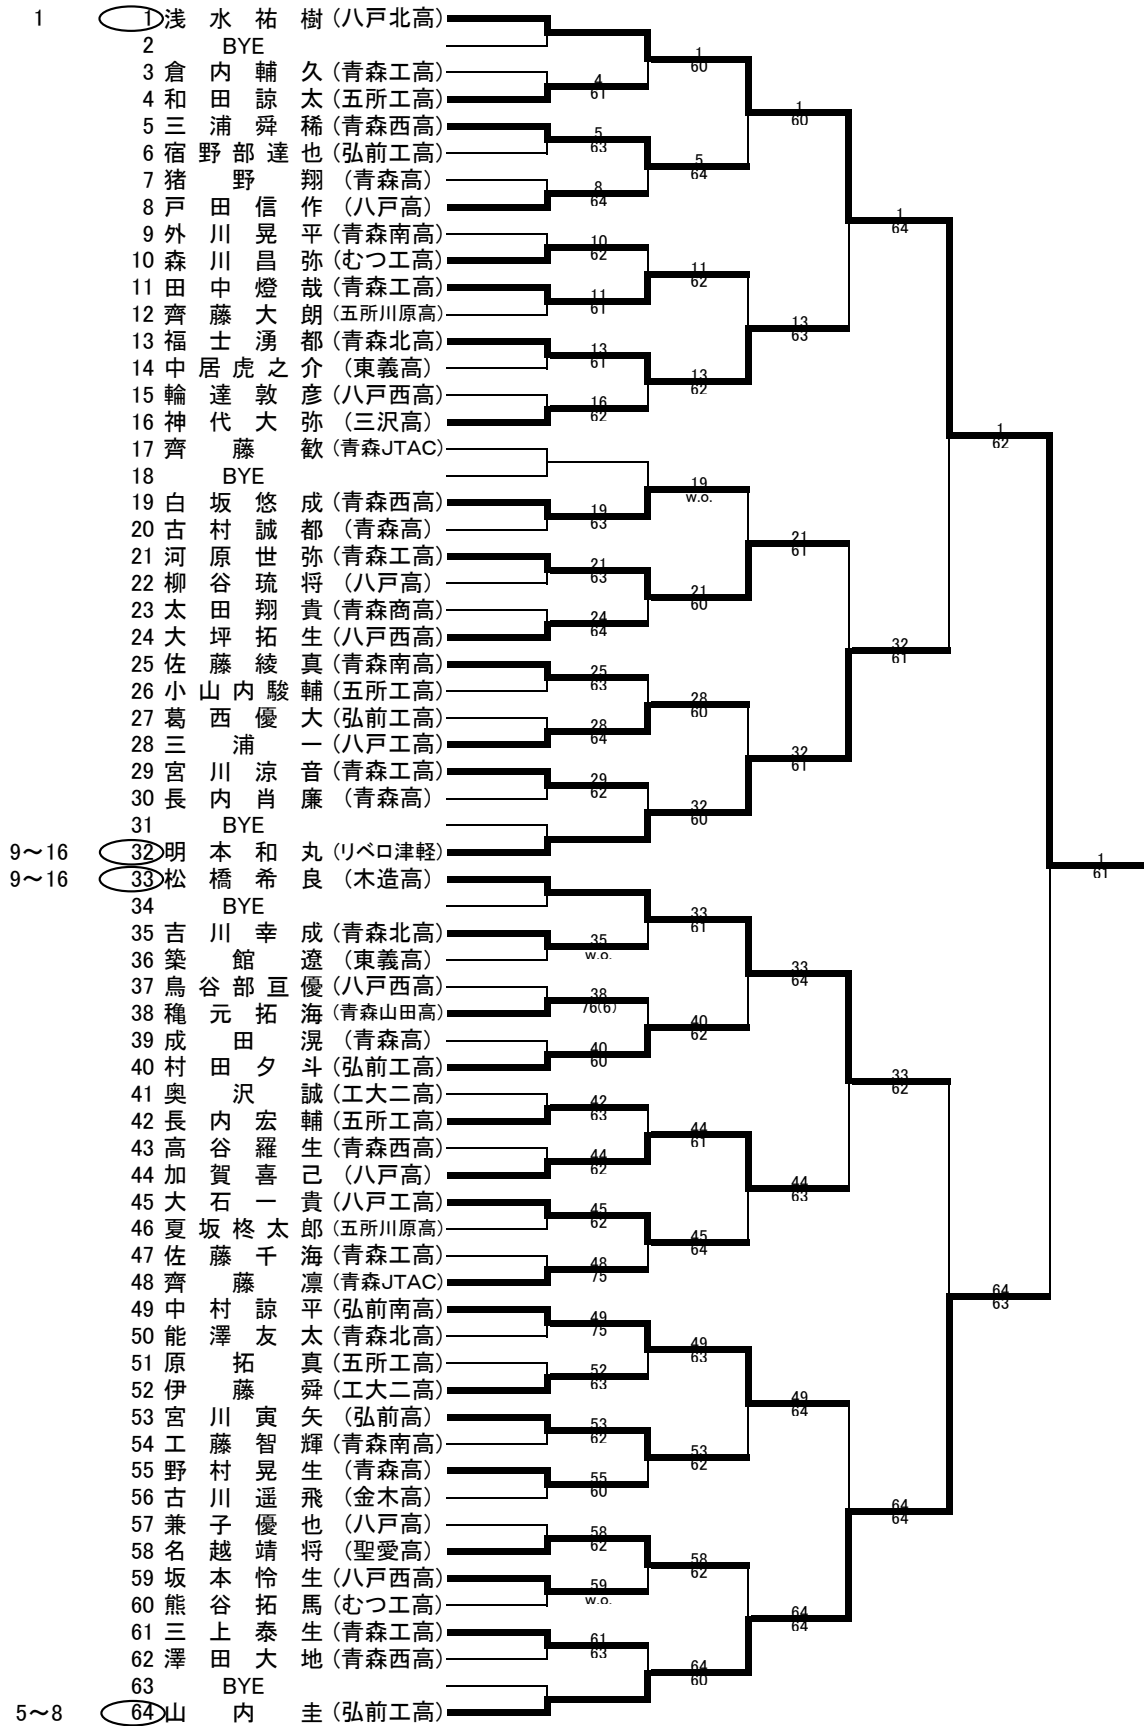 1 1 浅水祐樹 (八戸北高)
2 BYE
1
60
3 倉内輔久 (青森工高)
4
61
4 和田諒太 (五所工高)
1
60
5 三浦舜稀 (青森西高)
5
63
6 宿野部達也 (弘前工高)
5
64
7 猪野翔 (青森高)
8
64
8 戸田信作 (八戸高)
1
64
9 外川晃平 (青森南高)
10
62
10 森川昌弥 (むつ工高)
11
62
11 田中燈哉 (青森工高)
11
61
12 齊藤大朗 (五所川原高)
13
63
13 福士湧都 (青森北高)
13
61
14 中居虎之介 (東義高)
13
62
15 輪達敦彦 (八戸西高)
16
62
16 神代大弥 (三沢高)
1
62
17 齊藤歓 (青森JTAC)
18 BYE
19
w.o.
19 白坂悠成 (青森西高)
19
63
20 古村誠都 (青森高)
21
61
21 河原世弥 (青森工高)
21
63
22 柳谷琉将 (八戸高)
21
60
23 太田翔貴 (青森商高)
24
64
24 大坪拓生 (八戸西高)
32
61
25 佐藤綾真 (青森南高)
25
63
26 小山内駿輔 (五所工高)
28
60
27 葛西優大 (弘前工高)
28
64
28 三浦一 (八戸工高)
32
61
29 宮川涼音 (青森工高)
29
62
30 長内肖廉 (青森高)
32
60
31 BYE
9～16 32 明本和丸 (リベロ津軽)
1
61
9～16 33 松橋希良 (木造高)
34 BYE
33
61
35 吉川幸成 (青森北高)
35
w.o.
36 築館遼 (東義高)
33
64
37 鳥谷部亘優 (八戸西高)
38
76(6)
38 穐元拓海 (青森山田高)
40
62
39 成田滉 (青森高)
40
60
40 村田夕斗 (弘前工高)
33
62
41 奥沢誠 (工大二高)
42
63
42 長内宏輔 (五所工高)
44
61
43 高谷羅生 (青森西高)
44
62
44 加賀喜己 (八戸高)
44
63
45 大石一貴 (八戸工高)
45
62
46 夏坂柊太郎 (五所川原高)
45
64
47 佐藤千海 (青森工高)
48
75
48 齊藤凛 (青森JTAC)
64
63
49 中村諒平 (弘前南高)
49
75
50 能澤友太 (青森北高)
49
63
51 原拓真 (五所工高)
52
63
52 伊藤舜 (工大二高)
49
64
53 宮川寅矢 (弘前高)
53
62
54 工藤智輝 (青森南高)
53
62
55 野村晃生 (青森高)
55
60
56 古川遥飛 (金木高)
64
64
57 兼子優也 (八戸高)
58
62
58 名越靖将 (聖愛高)
58
62
59 坂本怜生 (八戸西高)
59
w.o.
60 熊谷拓馬 (むつ工高)
64
64
61 三上泰生 (青森工高)
61
63
62 澤田大地 (青森西高)
64
60
63 BYE
5～8 64 山内圭 (弘前工高)